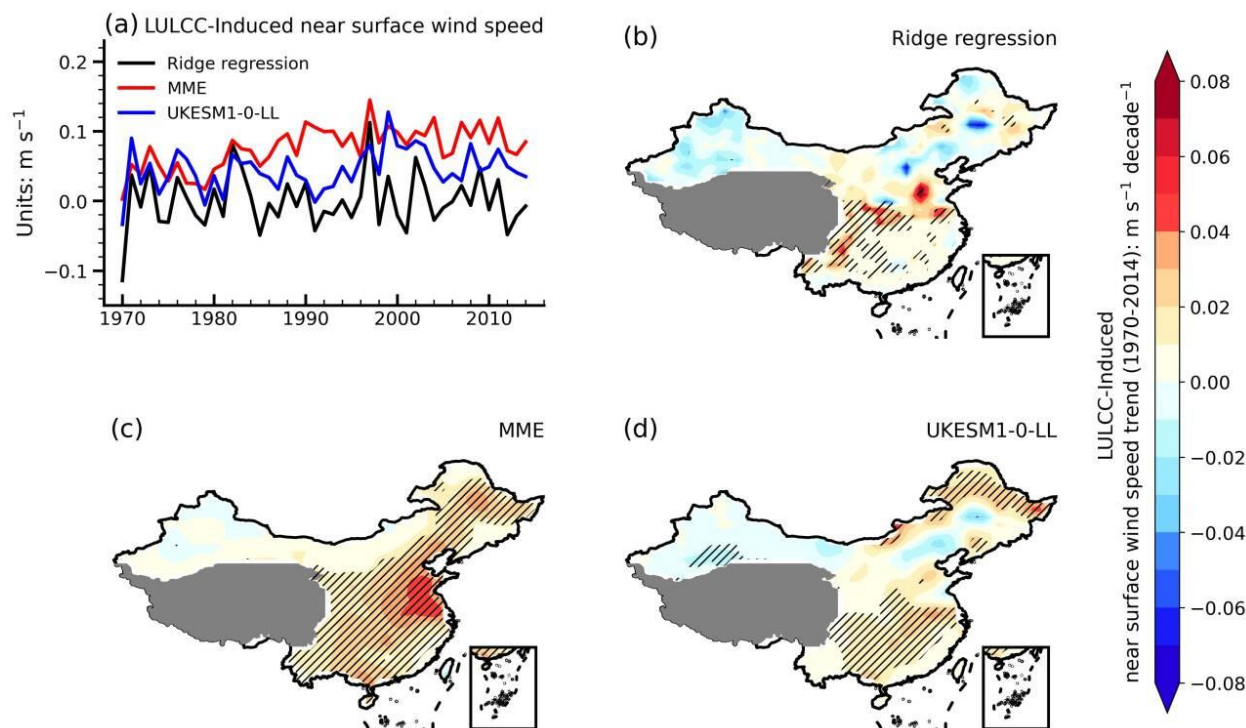 (a) LULCC-Induced near surface wind speed
Units: m s⁻¹
0.2
0.1
0.0
−0.1
Ridge regression
MME
UKESM1-0-LL
1970 1980 1990 2000 2010
(b) Ridge regression
(c) MME
(d) UKESM1-0-LL
LULCC-Induced
near surface wind speed trend (1970-2014): m s⁻¹ decade⁻¹
0.08
0.06
0.04
0.02
0.00
−0.02
−0.04
−0.06
−0.08